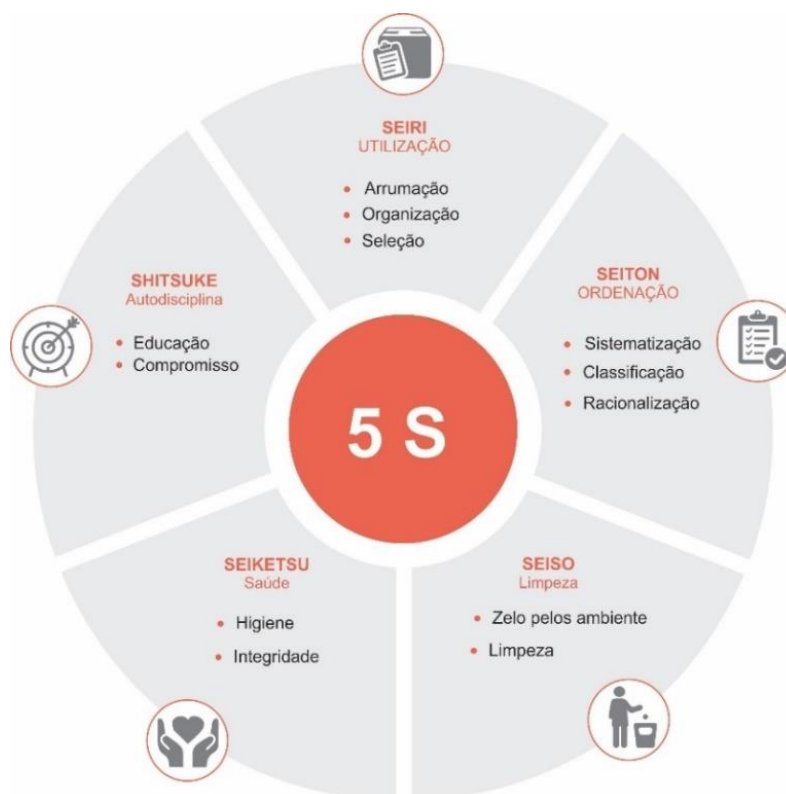 SEIRI
UTILIZAÇÃO
• Arrumação
• Organização
• Seleção
SEITON
ORDENAÇÃO
• Sistematização
• Classificação
• Racionalização
SEISO
Limpeza
• Zelo pelos ambiente
• Limpeza
SEIKETSU
Saúde
• Higiene
• Integridade
SHITSUKE
Autodisciplina
• Educação
• Compromisso
5 S